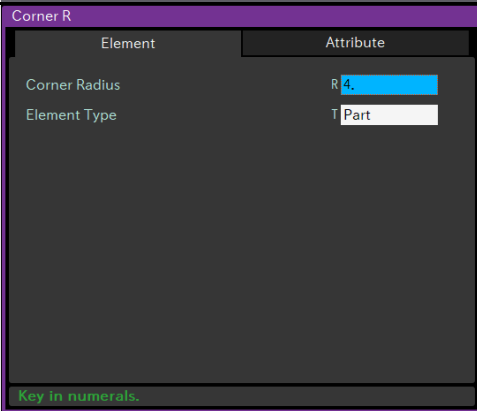 Corner R
Element Attribute
Corner Radius R 4.
Element Type T Part
Key in numerals.